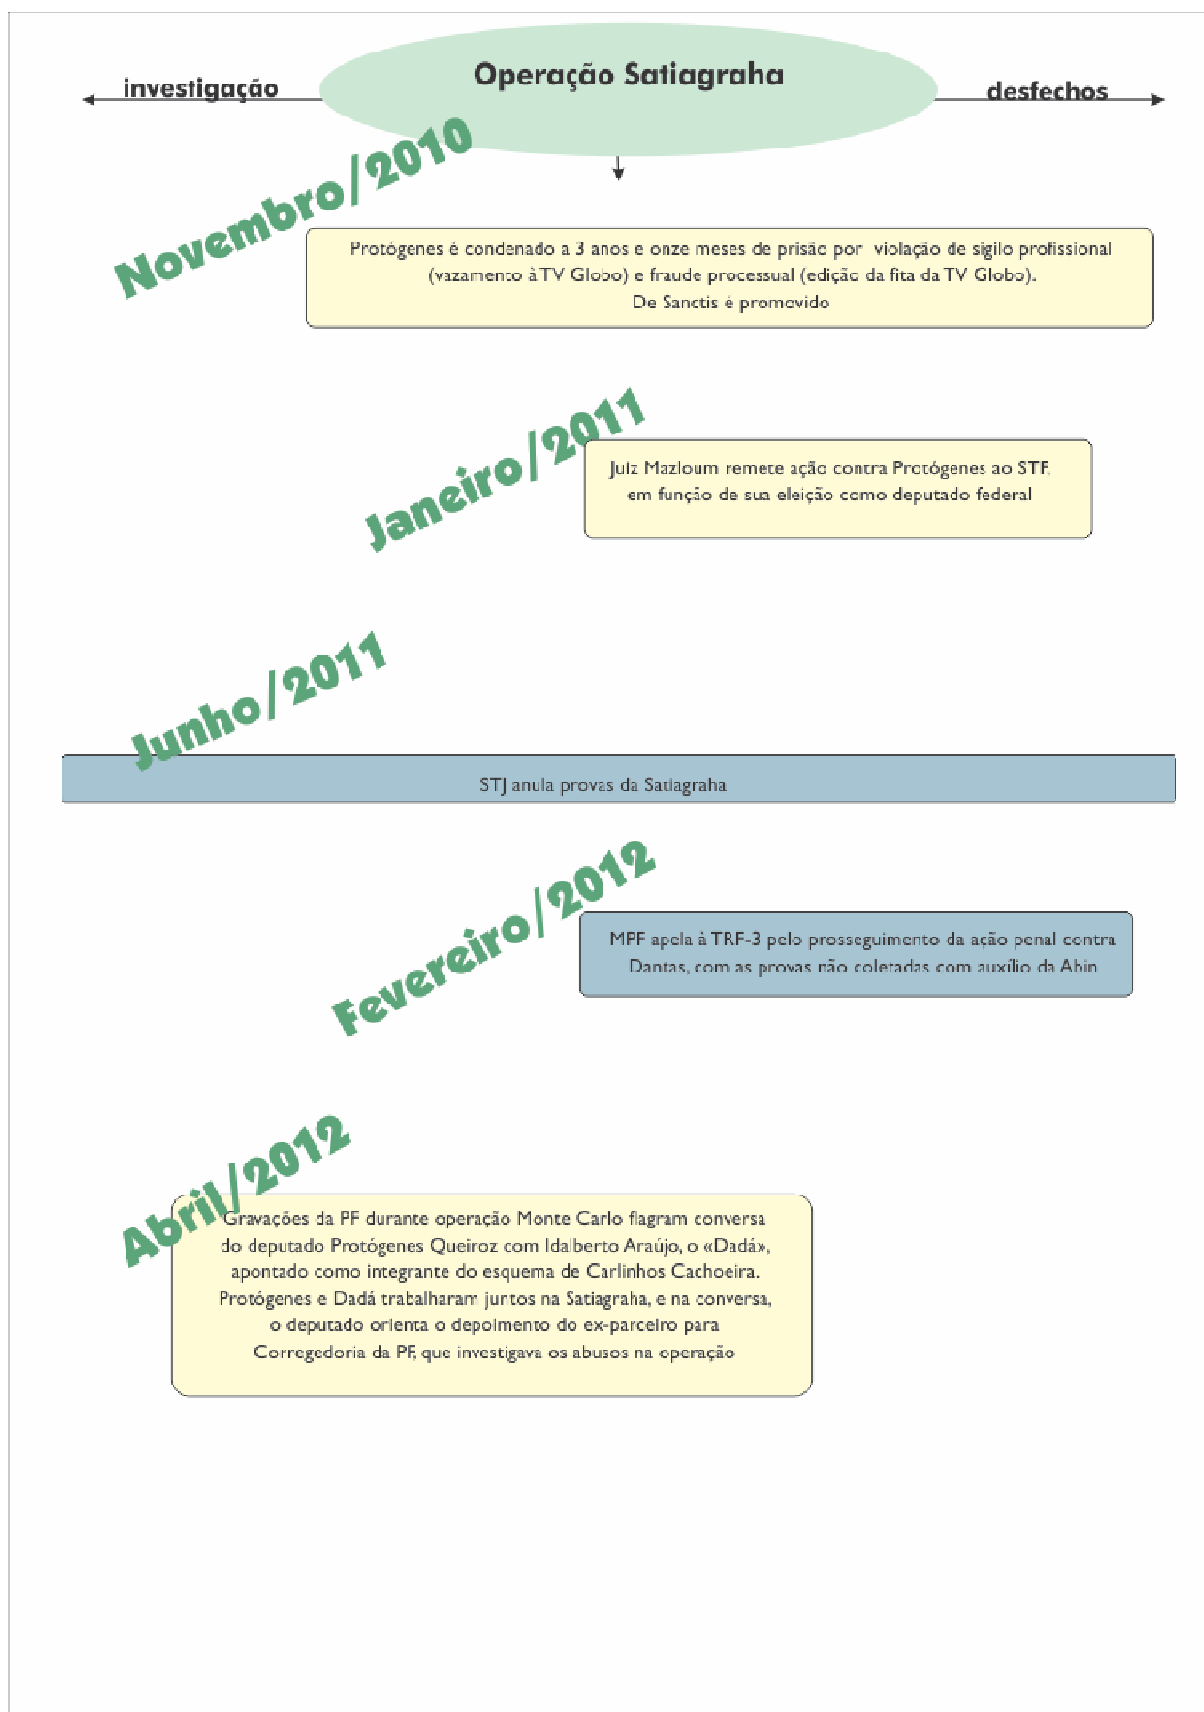 Operação Satiagraha
investigação
desfechos
Novembro/2010
Protógenes é condenado a 3 anos e onze meses de prisão por violação de sigilo profissional
(vazamento à TV Globo) e fraude processual (edição da fita da TV Globo).
De Sanctis é promovido
Janeiro/2011
Juiz Mazloum remete ação contra Protógenes ao STF,
em função de sua eleição como deputado federal
Junho/2011
STJ anula provas da Satiagraha
Fevereiro/2012
MPF apela à TRF-3 pelo prosseguimento da ação penal contra
Dantas, com as provas não coletadas com auxílio da Abin
Abril/2012
Gravações da PF durante operação Monte Carlo flagram conversa
do deputado Protógenes Queiroz com Idalberto Araújo, o «Dadá»,
apontado como integrante do esquema de Carlinhos Cachoeira.
Protógenes e Dadá trabalharam juntos na Satiagraha, e na conversa,
o deputado orienta o depoimento do ex-parceiro para
Corregedoria da PF, que investigava os abusos na operação